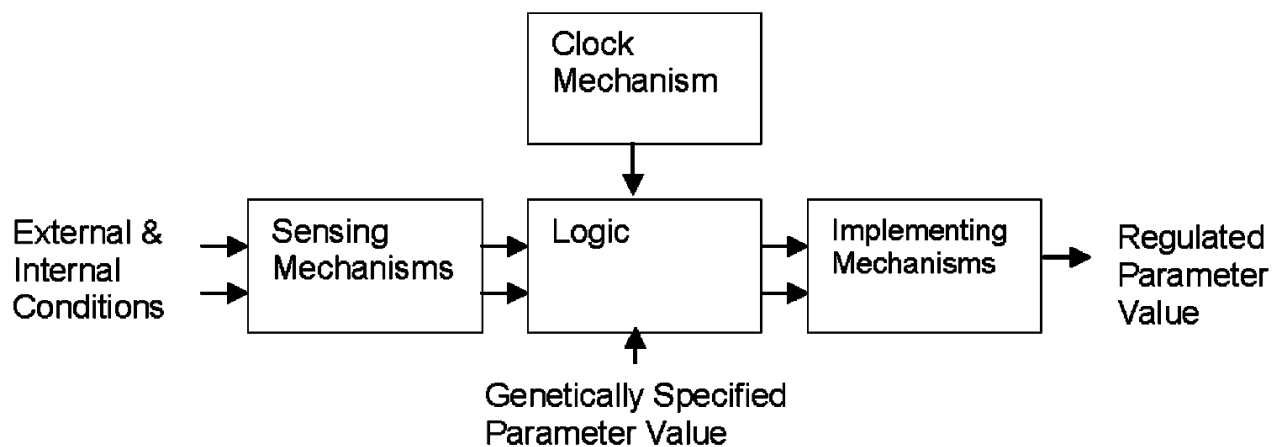 Clock
Mechanism
External &
Internal
Conditions
Sensing
Mechanisms
Logic
Implementing
Mechanisms
Regulated
Parameter
Value
Genetically Specified
Parameter Value